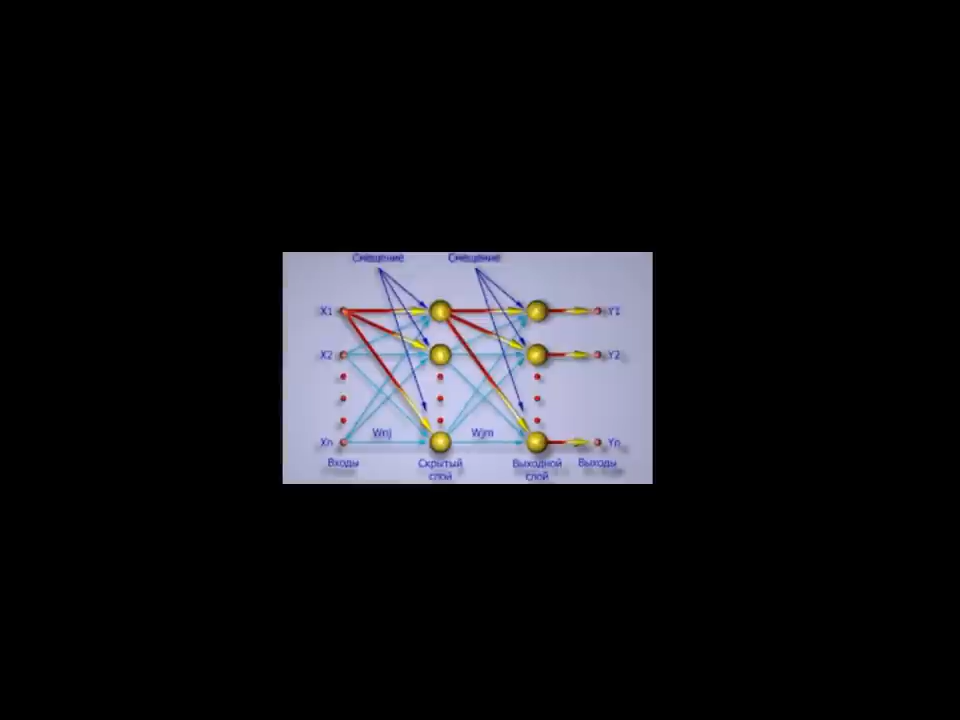 Смещение Смещение
X1 Y1
X2 Y2
Wnj Wjm
Xn Yn
Входы Скрытый Выходной Выходы
слой слой